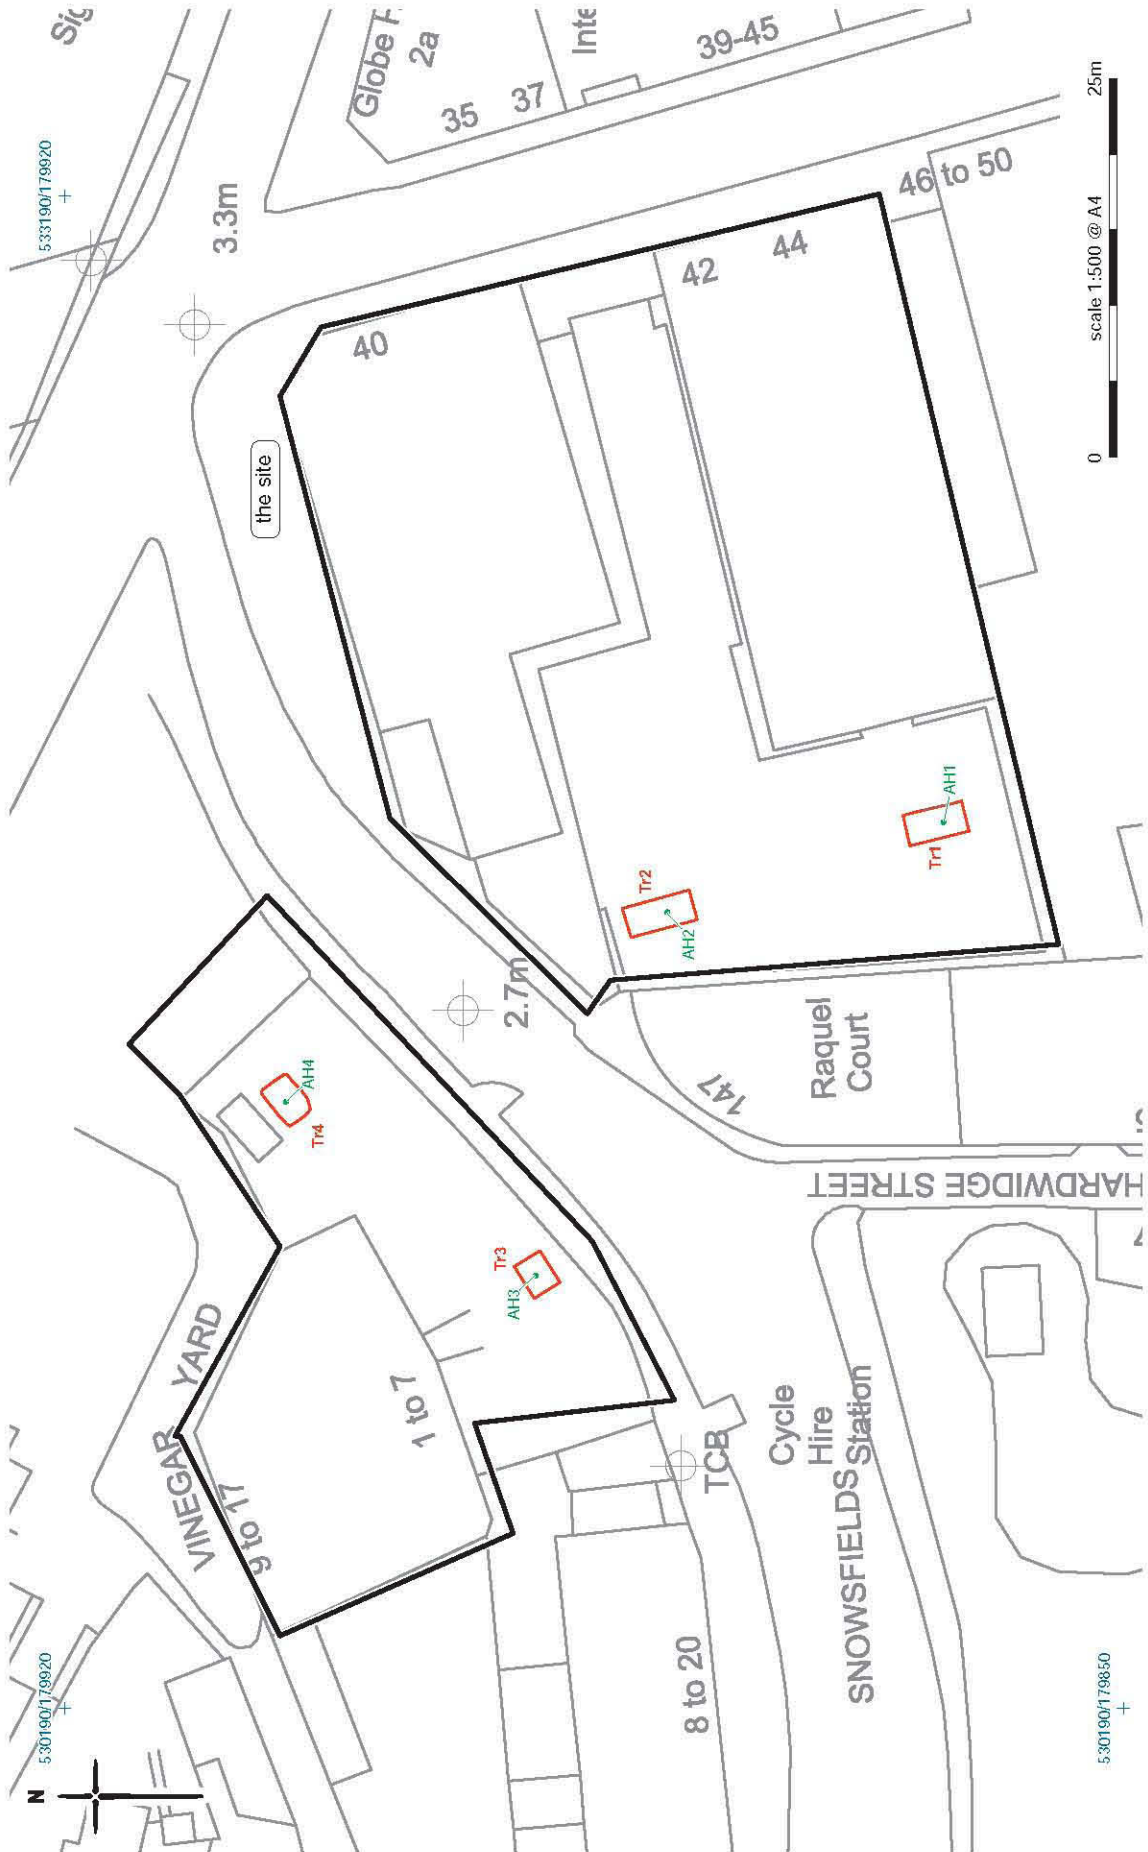 Sig
533190/179920
3.3m
Globe H
2a
35
37
Inte
39-45
46 to 50
42
44
40
the site
0
scale 1:500 @ A4
25m
Tr2
AH2
Tr1
AH1
2.7m
Raquel
Court
147
HARDWIDGE STREET
Tr4
AH4
Tr3
AH3
VINEGAR YARD
9 to 17
1 to 7
TCB
Cycle
Hire
Station
SNOWSFIELDS
8 to 20
530190/179920
530190/179850
N